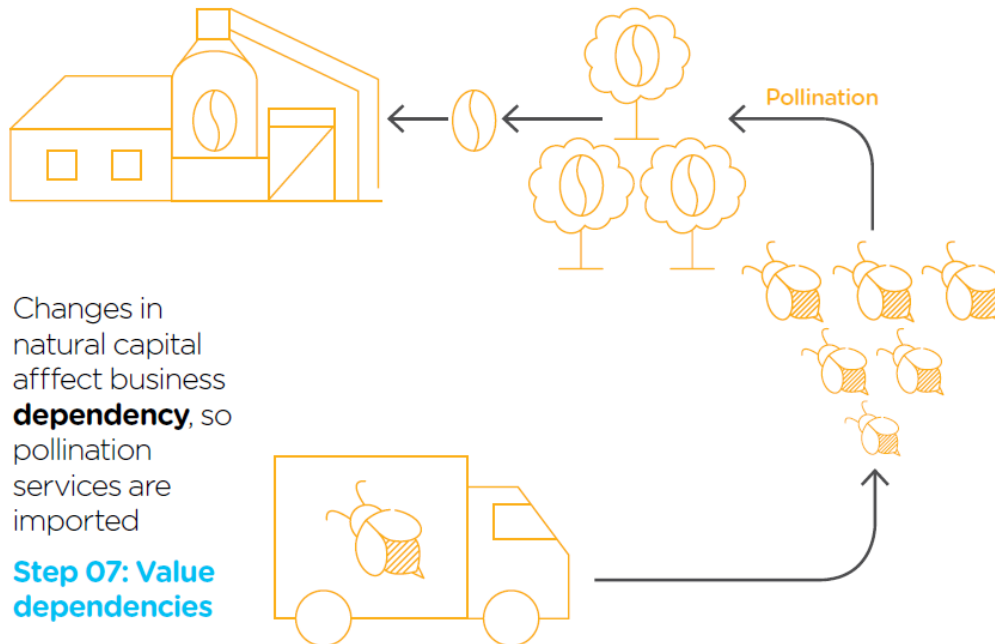 Pollination
Changes in
natural capital
afffect business
dependency, so
pollination
services are
imported
Step 07: Value
dependencies